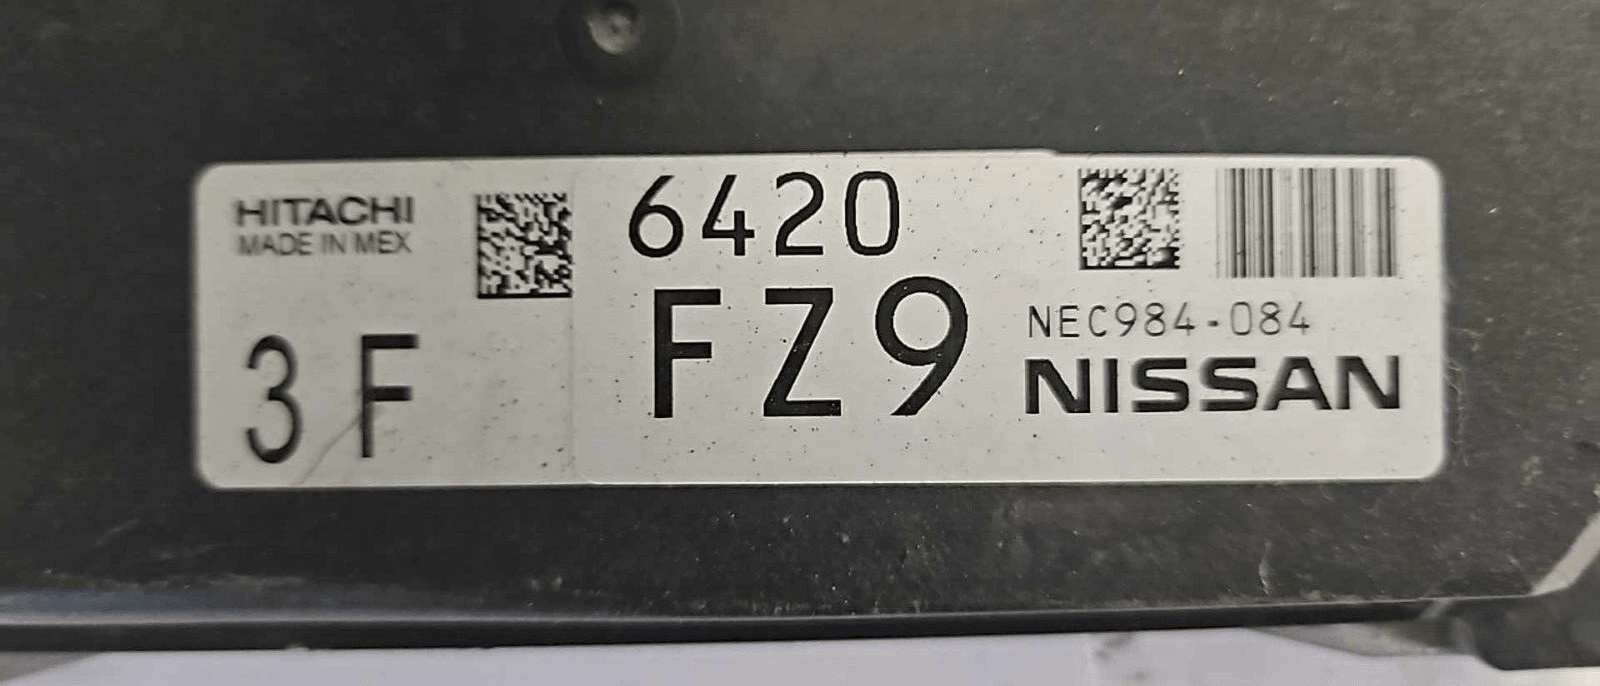 HITACHI
MADE IN MEX
3 F
6420
FZ9
NEC984-084
NISSAN